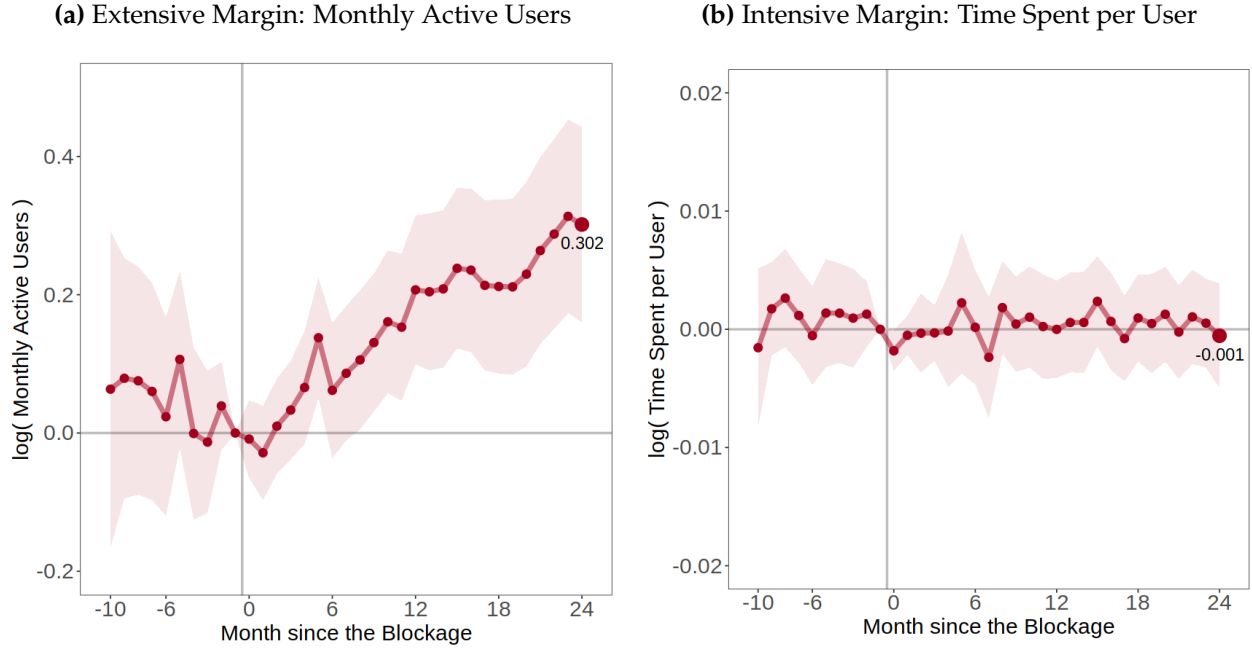 (a) Extensive Margin: Monthly Active Users
0.4
0.2
0.0
-0.2
log( Monthly Active Users )
0.302
-10 -6 0 6 12 18 24
Month since the Blockage
(b) Intensive Margin: Time Spent per User
0.02
0.01
0.00
-0.01
-0.02
log( Time Spent per User )
-0.001
-10 -6 0 6 12 18 24
Month since the Blockage